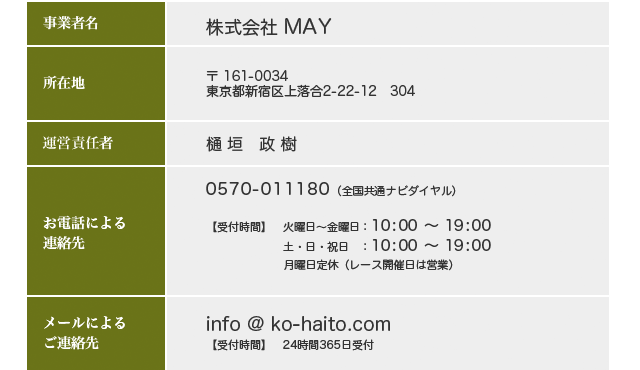 事業者名
株式会社 MAY
所在地
〒 161-0034
東京都新宿区上落合2-22-12　304
運営責任者
樋 垣　政 樹
お電話による
連絡先
0570-011180（全国共通ナビダイヤル）
【受付時間】　火曜日～金曜日：10:00 ～ 19:00
土・日・祝日　：10:00 ～ 19:00
月曜日定休（レース開催日は営業）
メールによる
ご連絡先
info @ ko-haito.com
【受付時間】　24時間365日受付